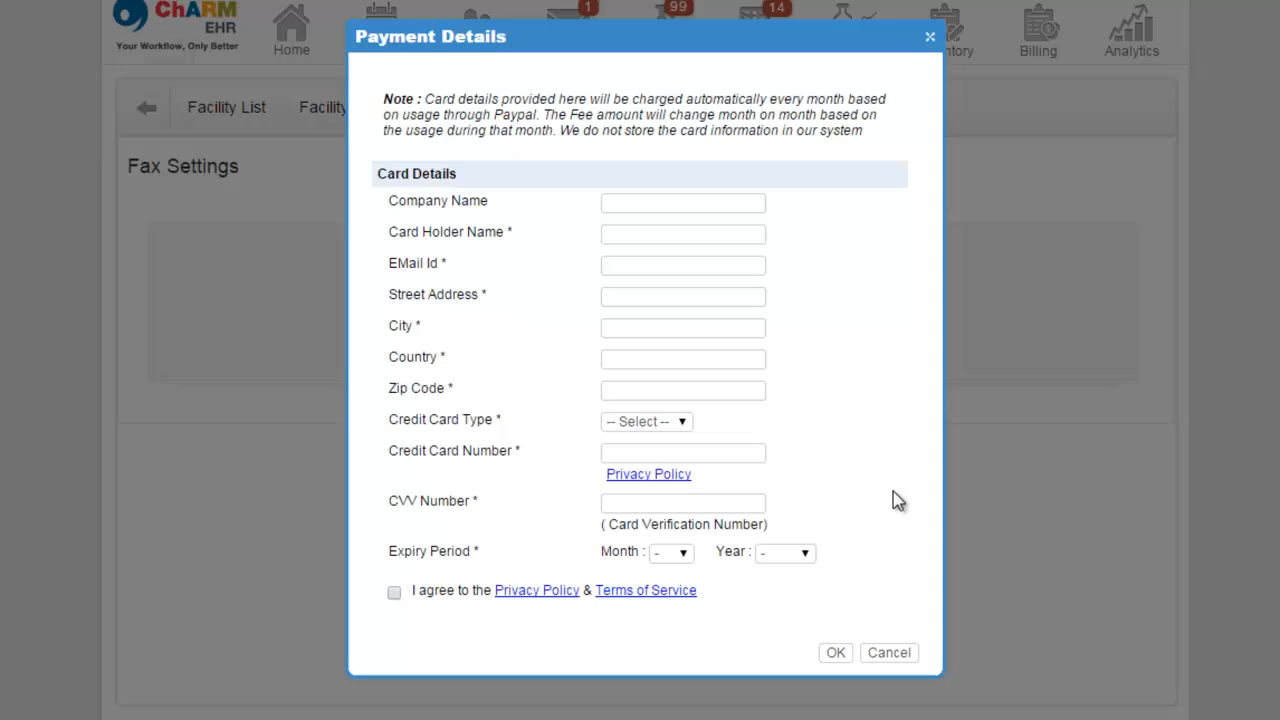 ChARM
EHR
Your Workflow, Only Better
Home
1
99
14
Billing
Analytics
Payment Details
Facility List
Facility
Fax Settings
Note : Card details provided here will be charged automatically every month based
on usage through Paypal. The Fee amount will change month on month based on
the usage during that month. We do not store the card information in our system
Card Details
Company Name
Card Holder Name *
EMail Id *
Street Address *
City *
Country *
Zip Code *
Credit Card Type *
-- Select --
Credit Card Number *
Privacy Policy
CVV Number *
( Card Verification Number)
Expiry Period *
Month : -
Year : -
I agree to the Privacy Policy & Terms of Service
OK
Cancel